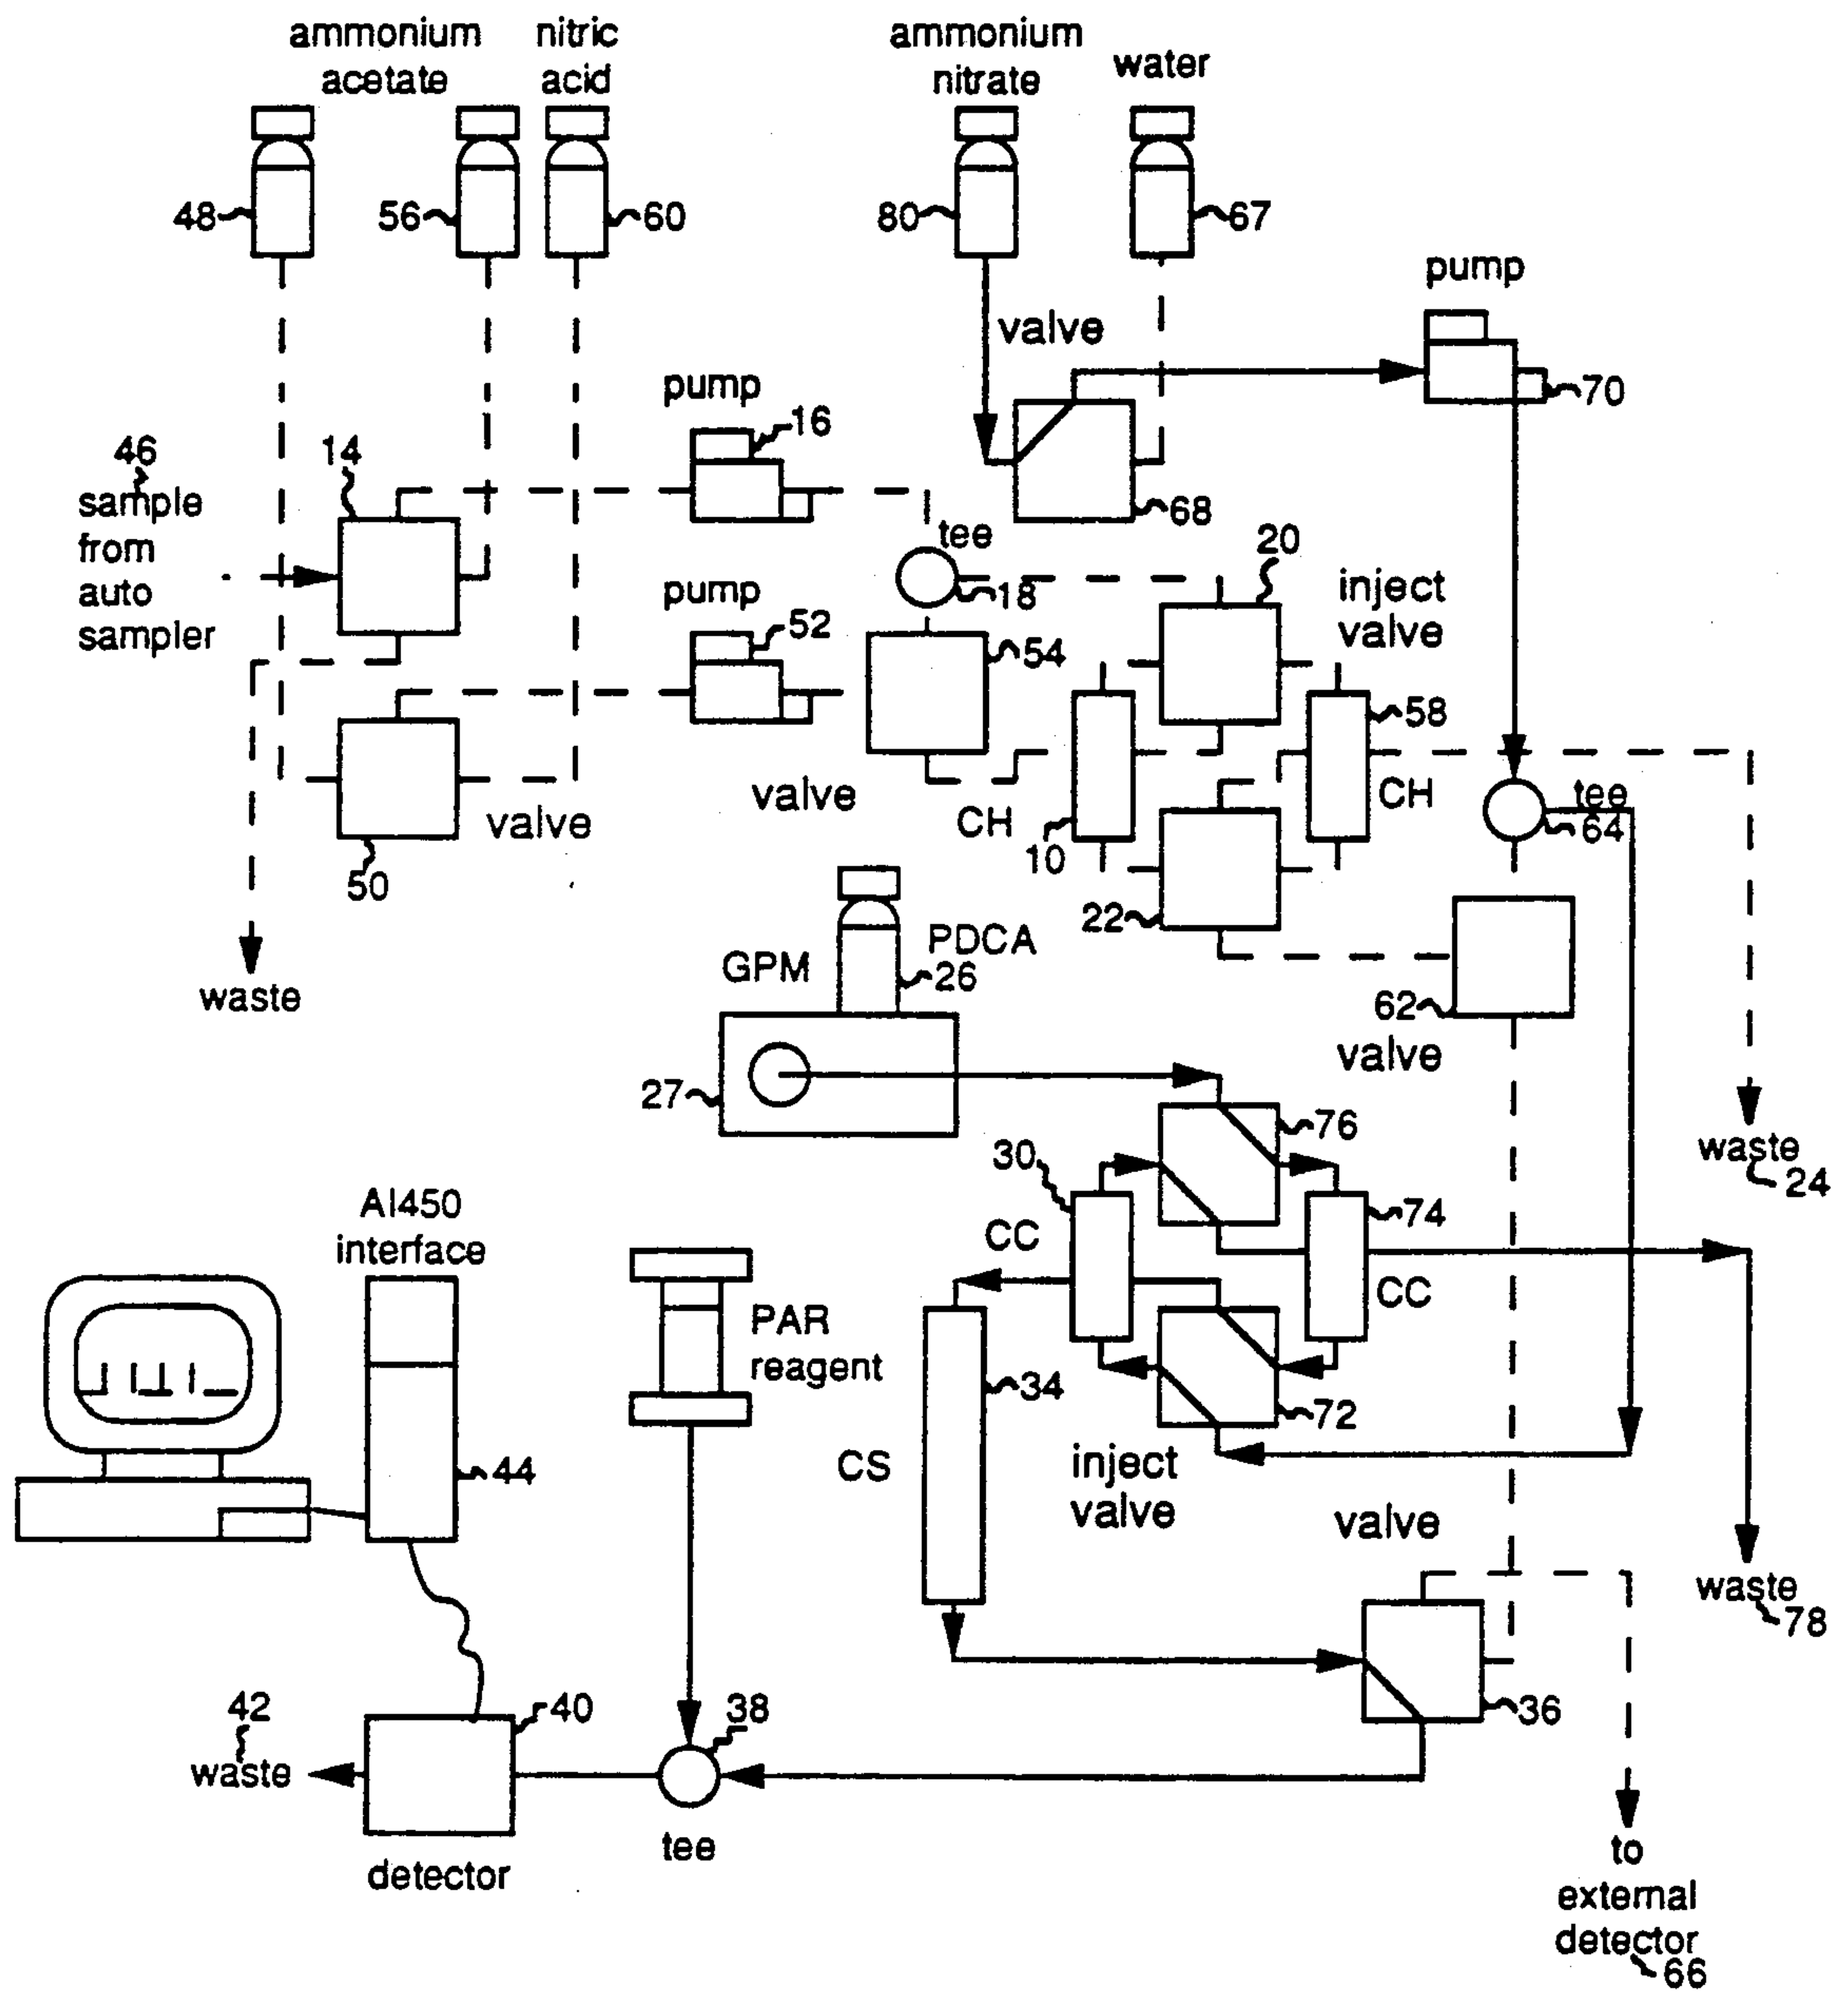 ammonium
acetate
nitric
acid
ammonium
nitrate
water
48
56
60
80
67
pump
valve
70
pump
16
46
14
sample
from
auto
sampler
68
tee
18
20
inject
valve
pump
52
54
58
valve
50
valve
CH
10
CH
tee
64
22
waste
GPM
PDCA
26
62
valve
27
76
waste
24
30
74
AI450
interface
CC
CC
PAR
reagent
34
72
44
CS
inject
valve
valve
waste
78
36
42
waste
40
38
detector
tee
to
external
detector
66